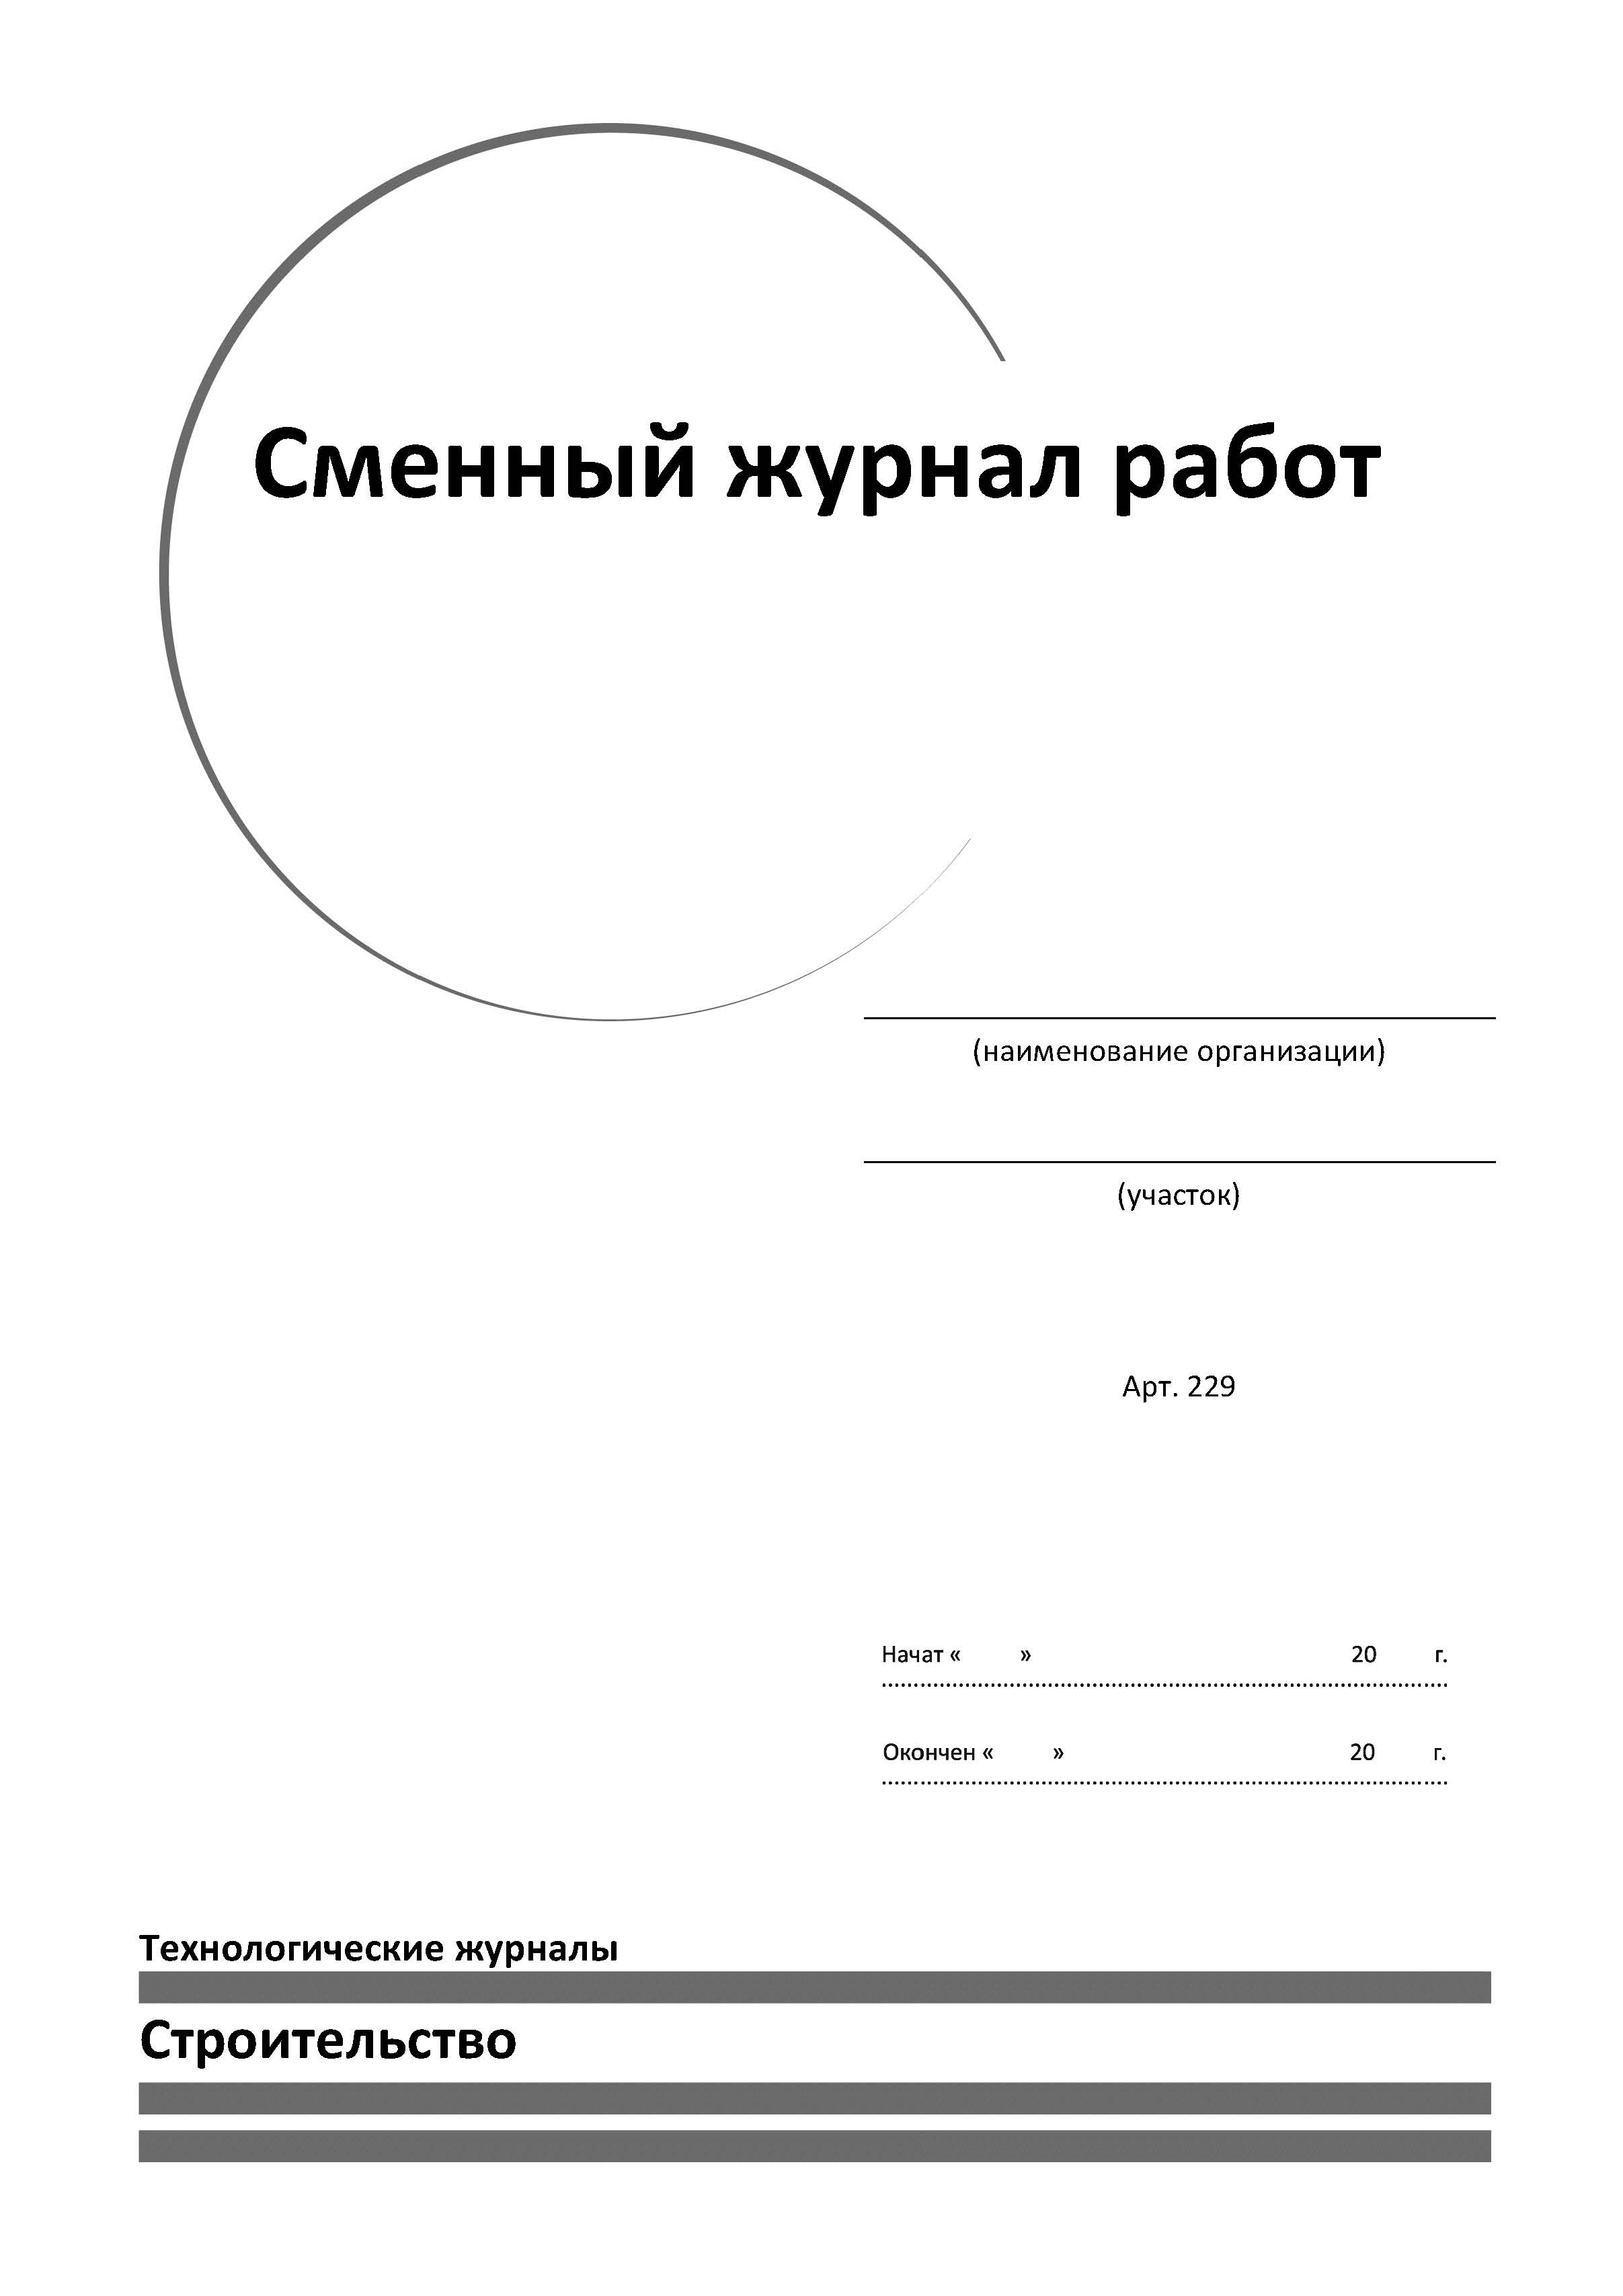 Сменный журнал работ
(наименование организации)
(участок)
Арт. 229
Начат « » 20 г.
Окончен « » 20 г.
Технологические журналы
Строительство